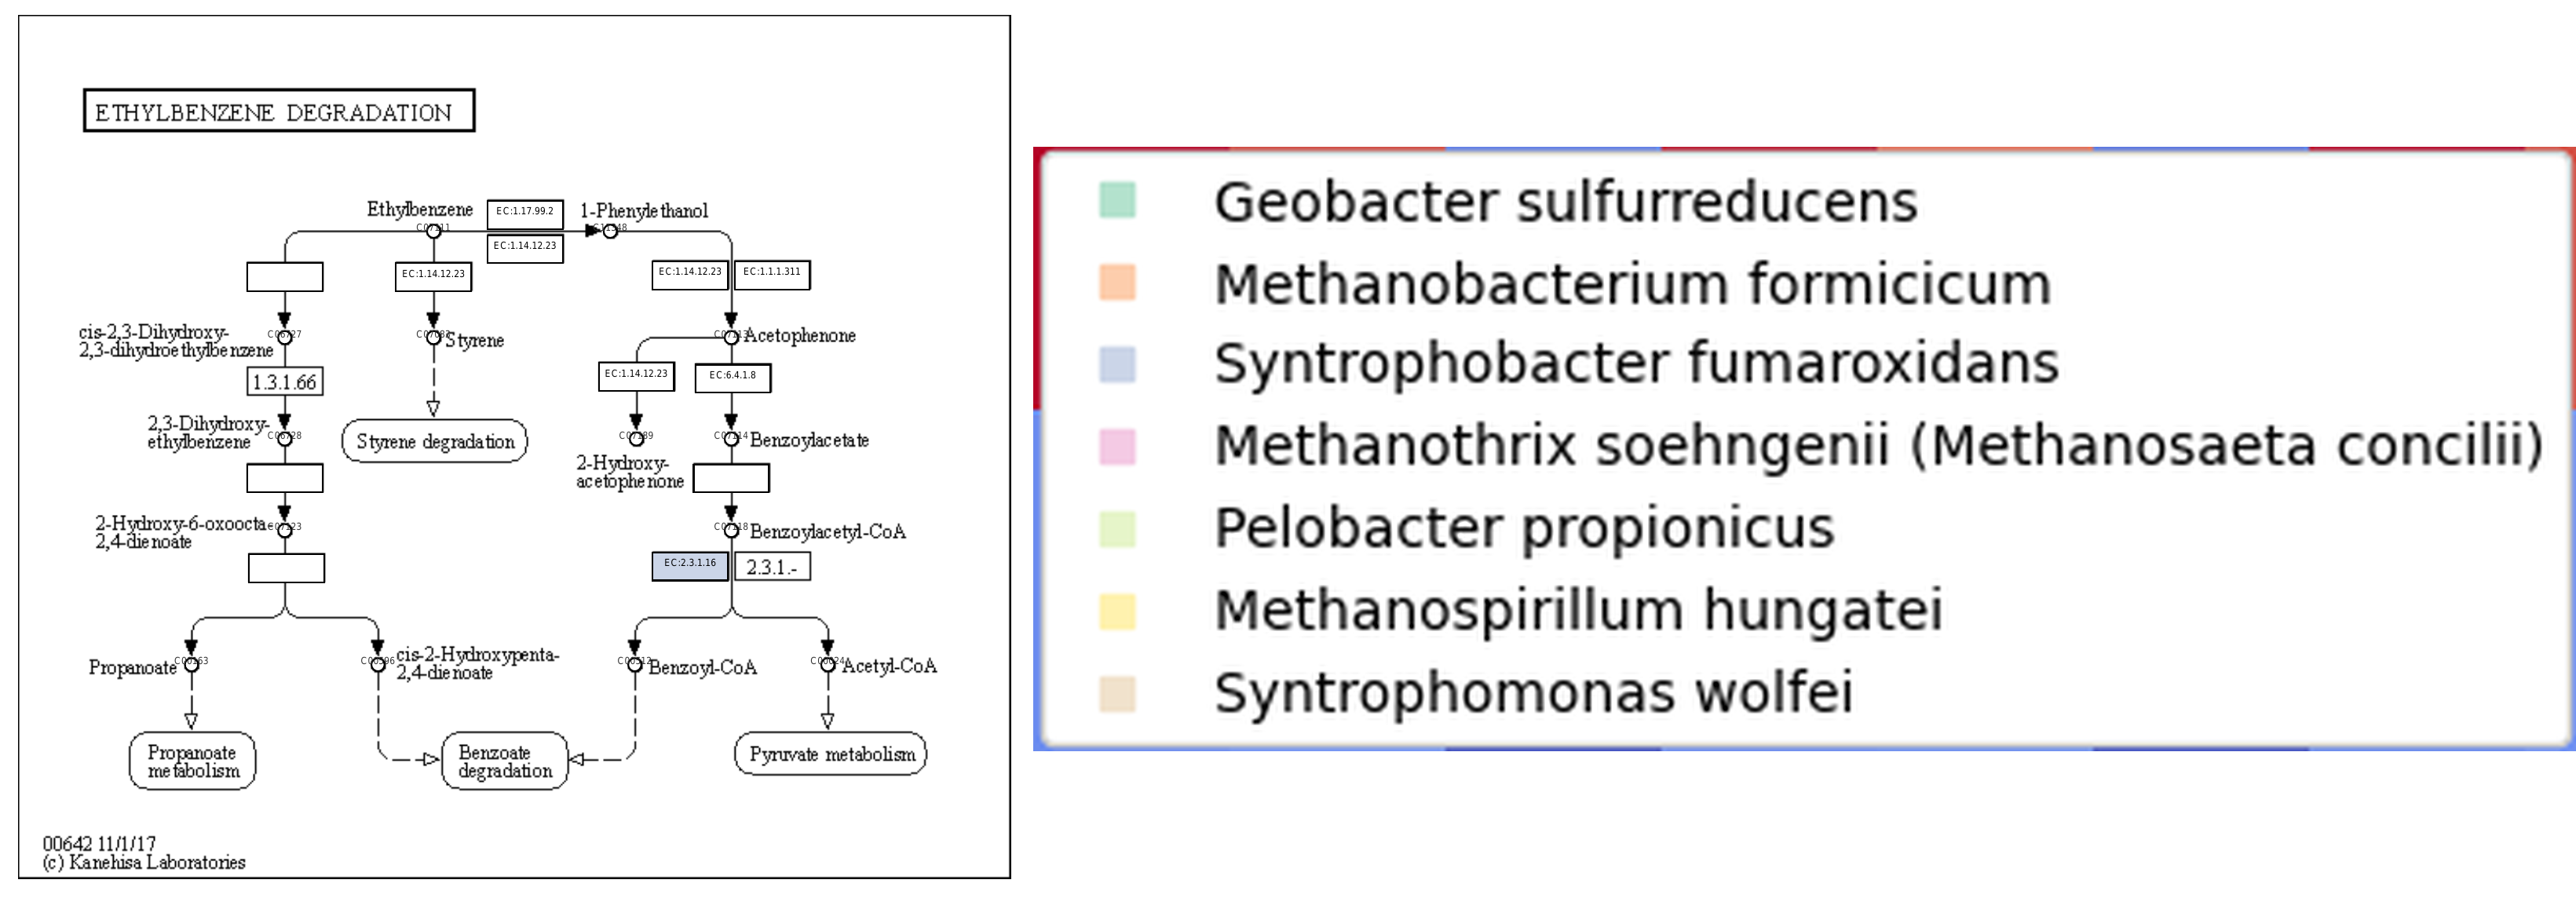 ETHYLBENZENE DEGRADATION
Ethylbenzene
EC:1.17.99.2
1-Phenylethanol
EC:1.14.12.23
EC:1.14.12.23
EC:1.14.12.23
EC:1.1.1.311
cis-2,3-Dihydroxy-
2,3-dihydroethylbenzene
Styrene
Acetophenone
1.3.1.66
EC:1.14.12.23
EC:6.4.1.8
2,3-Dihydroxy-
ethylbenzene
Styrene degradation
Benzoylacetate
2-Hydroxy-
acetophenone
2-Hydroxy-6-oxoocta-
2,4-dienoate
Benzoylacetyl-CoA
EC:2.3.1.16
2.3.1.-
Propanoate
cis-2-Hydroxypenta-
2,4-dienoate
Benzoyl-CoA
Acetyl-CoA
Propanoate
metabolism
Benzoate
degradation
Pyruvate metabolism
00642 11/1/17
(c) Kanehisa Laboratories
Geobacter sulfurreducens
Methanobacterium formicicum
Syntrophobacter fumaroxidans
Methanothrix soehngenii (Methanosaeta concilii)
Pelobacter propionicus
Methanospirillum hungatei
Syntrophomonas wolfei